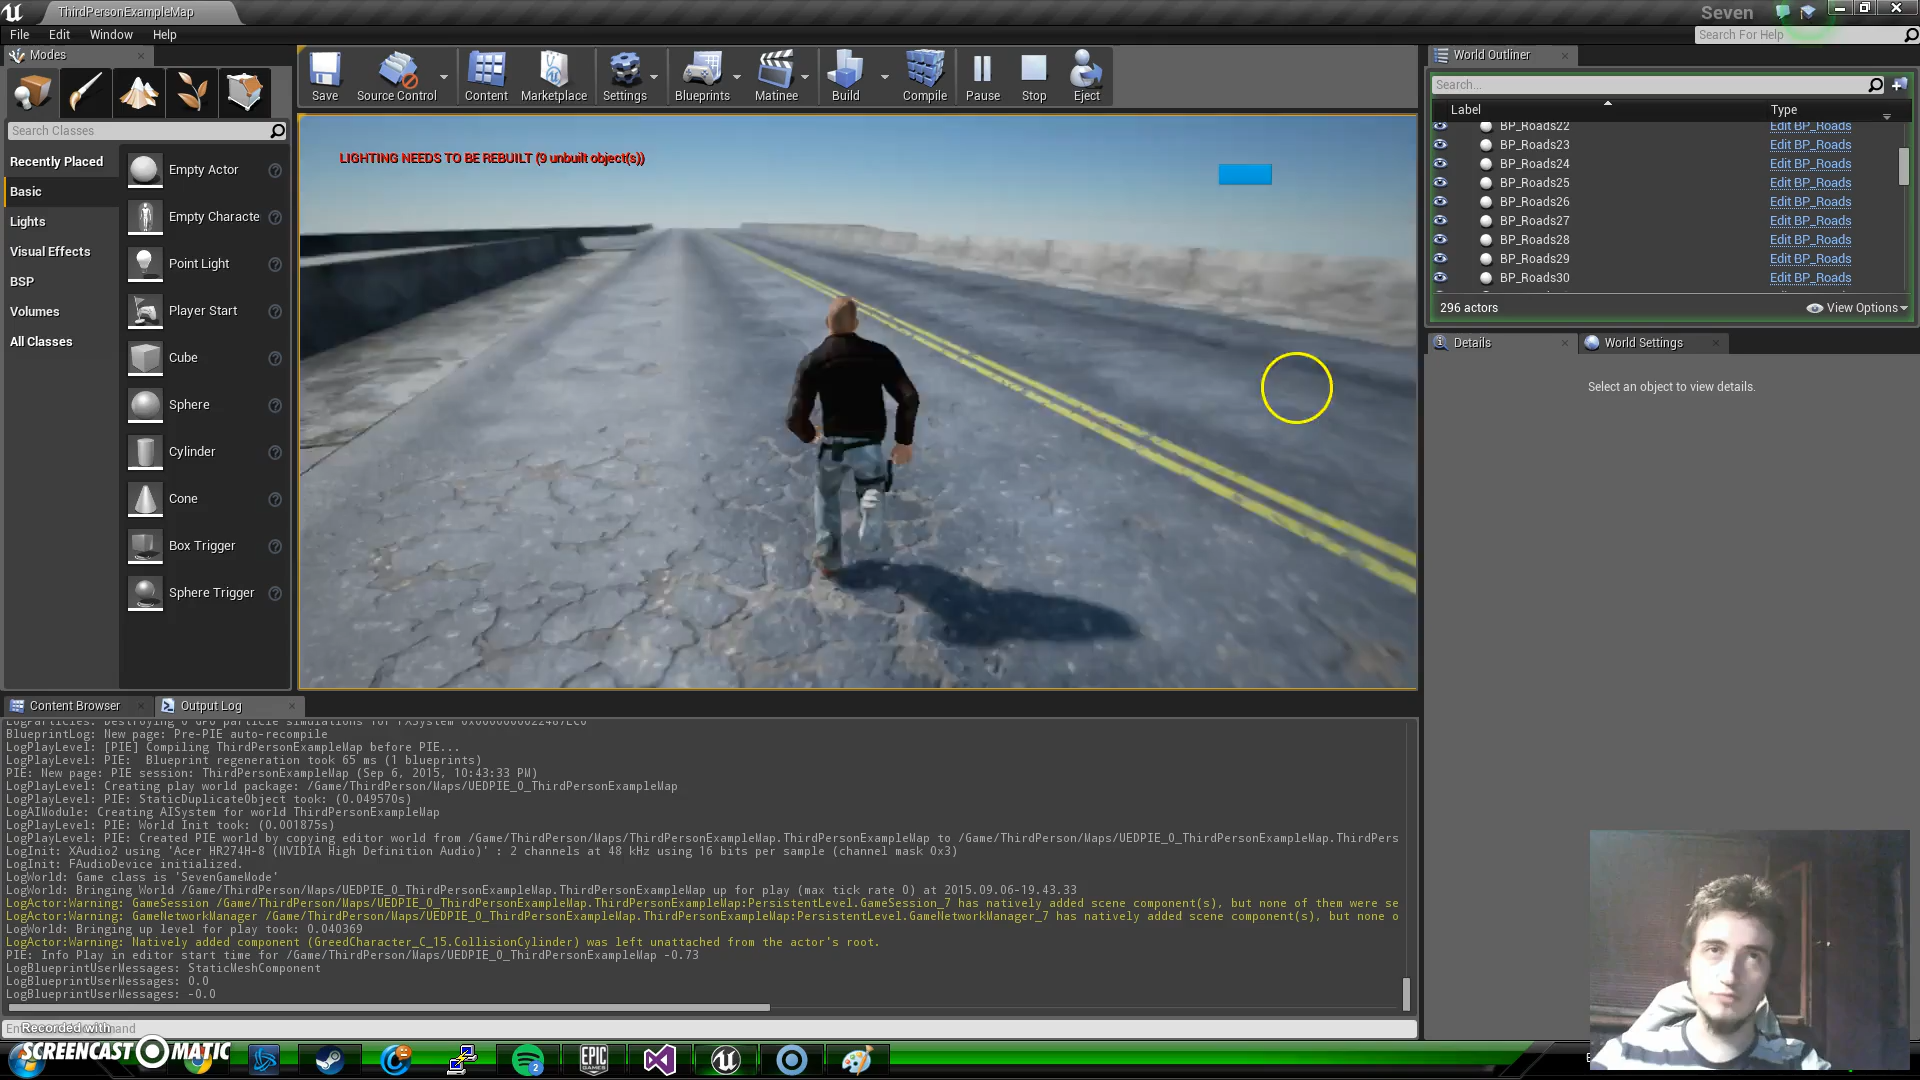 ThirdPersonExampleMap
Seven
File Edit Window Help
Search For Help
Modes
Save
Source Control
Content
Marketplace
Settings
Blueprints
Matinee
Build
Compile
Pause
Stop
Eject
Search Classes
Recently Placed
Basic
Lights
Visual Effects
BSP
Volumes
All Classes
Empty Actor
Empty Characte
Point Light
Player Start
Cube
Sphere
Cylinder
Cone
Box Trigger
Sphere Trigger
LIGHTING NEEDS TO BE REBUILT (9 unbuilt object(s))
World Outliner
Search...
Label Type
BP_Roads22 Edit BP_Roads
BP_Roads23 Edit BP_Roads
BP_Roads24 Edit BP_Roads
BP_Roads25 Edit BP_Roads
BP_Roads26 Edit BP_Roads
BP_Roads27 Edit BP_Roads
BP_Roads28 Edit BP_Roads
BP_Roads29 Edit BP_Roads
BP_Roads30 Edit BP_Roads
296 actors
View Options
Details
World Settings
Select an object to view details.
Content Browser
Output Log
LogParticles: Destroying 0 GPU particle simulations for FXSystem
BlueprintLog: New page: Pre-PIE auto-recompile
LogPlayLevel: [PIE] Compiling ThirdPersonExampleMap before PIE...
LogPlayLevel: PIE:  Blueprint regeneration took 65 ms (1 blueprints)
PIE: New page: PIE session: ThirdPersonExampleMap (Sep 6, 2015, 10:43:33 PM)
LogPlayLevel: Creating play world package: /Game/ThirdPerson/Maps/UEDPIE_0_ThirdPersonExampleMap
LogPlayLevel: PIE: StaticDuplicateObject took: (0.049570s)
LogAIModule: Creating AISystem for world ThirdPersonExampleMap
LogPlayLevel: PIE: World Init took: (0.001875s)
LogPlayLevel: PIE: Created PIE world by copying editor world from /Game/ThirdPerson/Maps/ThirdPersonExampleMap.ThirdPersonExampleMap to /Game/ThirdPerson/Maps/UEDPIE_0_ThirdPersonExampleMap.ThirdPers
LogInit: XAudio2 using 'Acer HR274H-8 (NVIDIA High Definition Audio)' : 2 channels at 48 kHz using 16 bits per sample (channel mask 0x3)
LogInit: FAudioDevice initialized.
LogWorld: Game class is 'SevenGameMode'
LogWorld: Bringing World /Game/ThirdPerson/Maps/UEDPIE_0_ThirdPersonExampleMap.ThirdPersonExampleMap up for play (max tick rate 0) at 2015.09.06-19.43.33
LogActor:Warning: GameSession /Game/ThirdPerson/Maps/UEDPIE_0_ThirdPersonExampleMap.ThirdPersonExampleMap:PersistentLevel.GameSession_7 has natively added scene component(s), but none of them were se
LogActor:Warning: GameNetworkManager /Game/ThirdPerson/Maps/UEDPIE_0_ThirdPersonExampleMap.ThirdPersonExampleMap:PersistentLevel.GameNetworkManager_7 has natively added scene component(s), but none o
LogWorld: Bringing up level for play took: 0.040369
LogActor:Warning: Natively added component (GreedCharacter_C_15.CollisionCylinder) was left unattached from the actor's root.
PIE: Info Play in editor start time for /Game/ThirdPerson/Maps/UEDPIE_0_ThirdPersonExampleMap -0.73
LogBlueprintUserMessages: StaticMeshComponent
LogBlueprintUserMessages: 0.0
LogBlueprintUserMessages: -0.0
Recorded with
SCREENCAST MATIC
2
EPIC GAMES